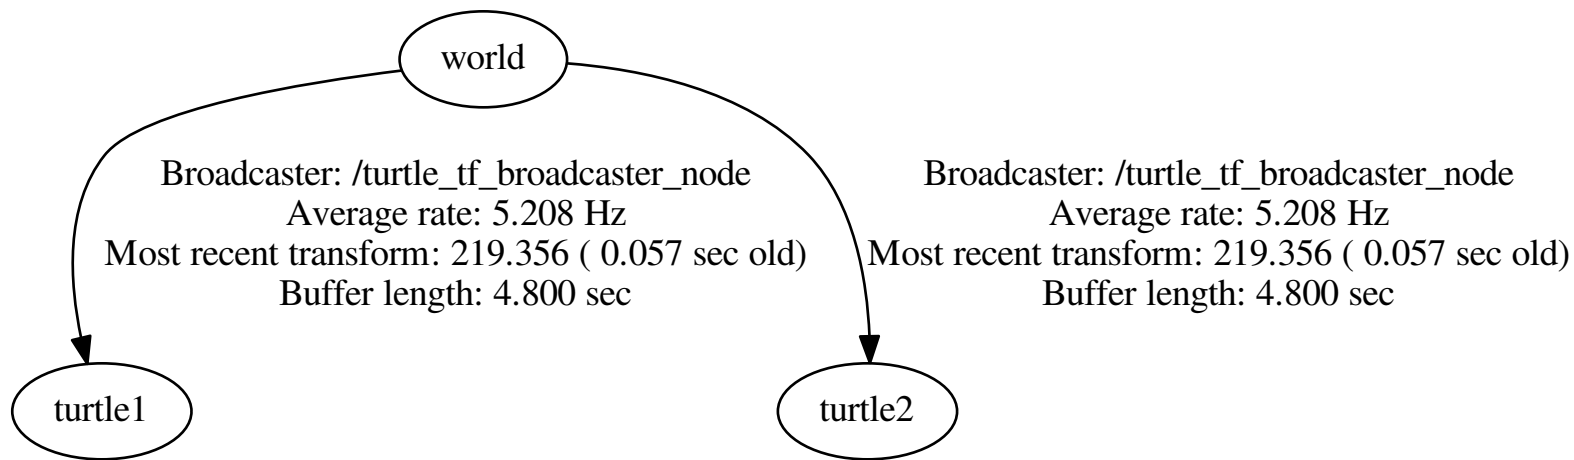 world
Broadcaster: /turtle_tf_broadcaster_node
Average rate: 5.208 Hz
Most recent transform: 219.356 ( 0.057 sec old)
Buffer length: 4.800 sec
Broadcaster: /turtle_tf_broadcaster_node
Average rate: 5.208 Hz
Most recent transform: 219.356 ( 0.057 sec old)
Buffer length: 4.800 sec
turtle1
turtle2